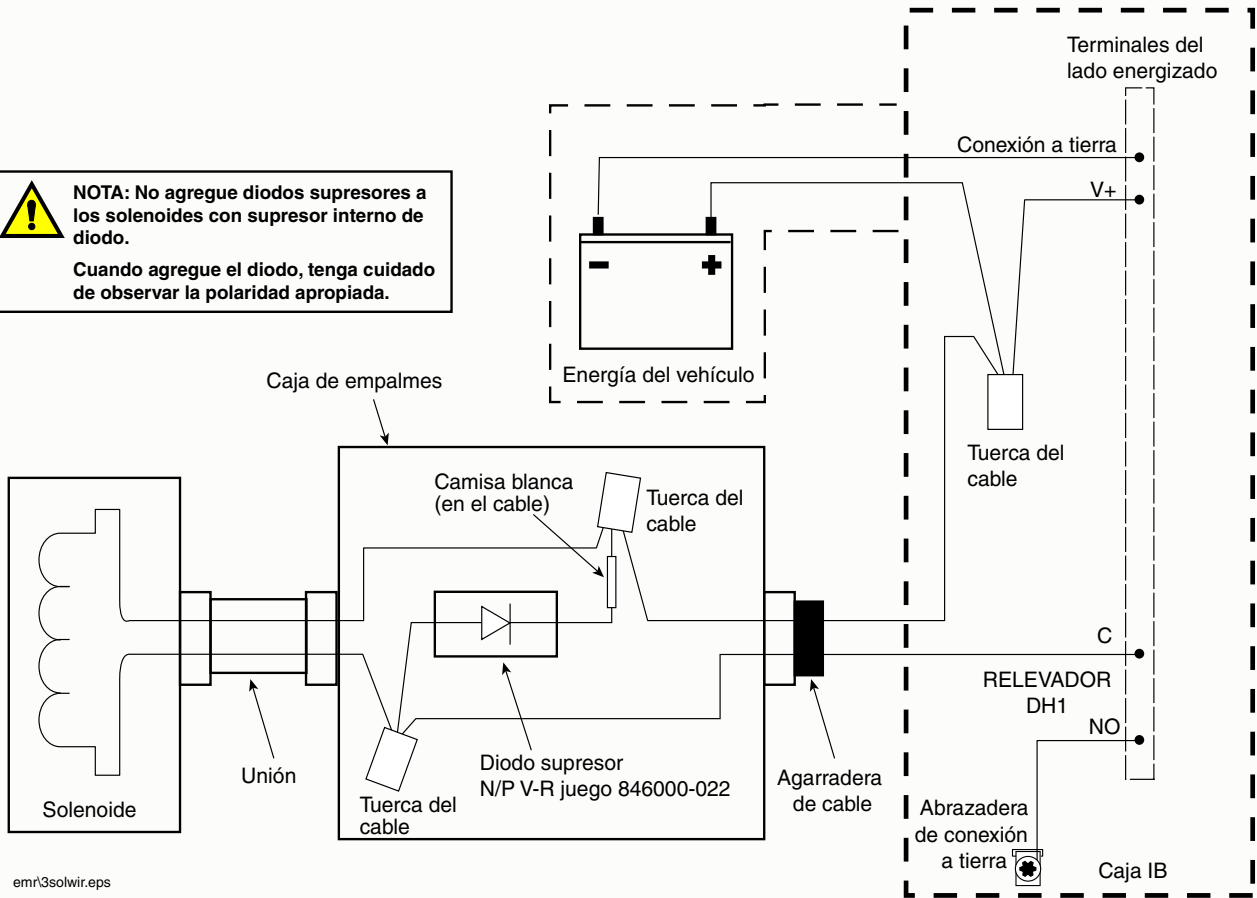 Terminales del
lado energizado
Conexión a tierra
V+
NOTA: No agregue diodos supresores a
los solenoides con supresor interno de
diodo.
Cuando agregue el diodo, tenga cuidado
de observar la polaridad apropiada.
Energía del vehículo
Caja de empalmes
Tuerca del
cable
Camisa blanca
(en el cable)
Tuerca del
cable
C
RELEVADOR
DH1
NO
Unión
Diodo supresor
N/P V-R juego 846000-022
Agarradera
de cable
Solenoide
Tuerca del
cable
Abrazadera
de conexión
a tierra
Caja IB
emr\3solwir.eps